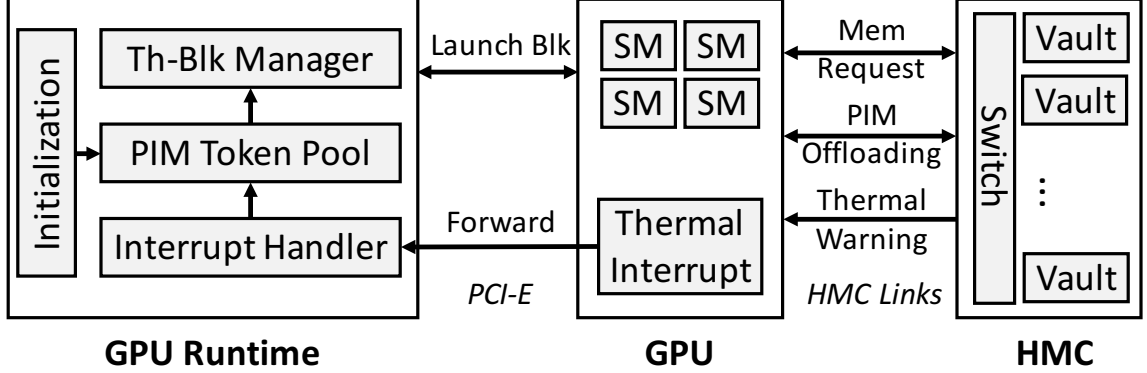 Initialization
Th-Blk Manager
PIM Token Pool
Interrupt Handler
GPU Runtime
Launch Blk
Forward
PCI-E
SM SM
SM SM
Thermal
Interrupt
GPU
Mem
Request
PIM
Offloading
Thermal
Warning
HMC Links
Switch
Vault
Vault
...
Vault
HMC